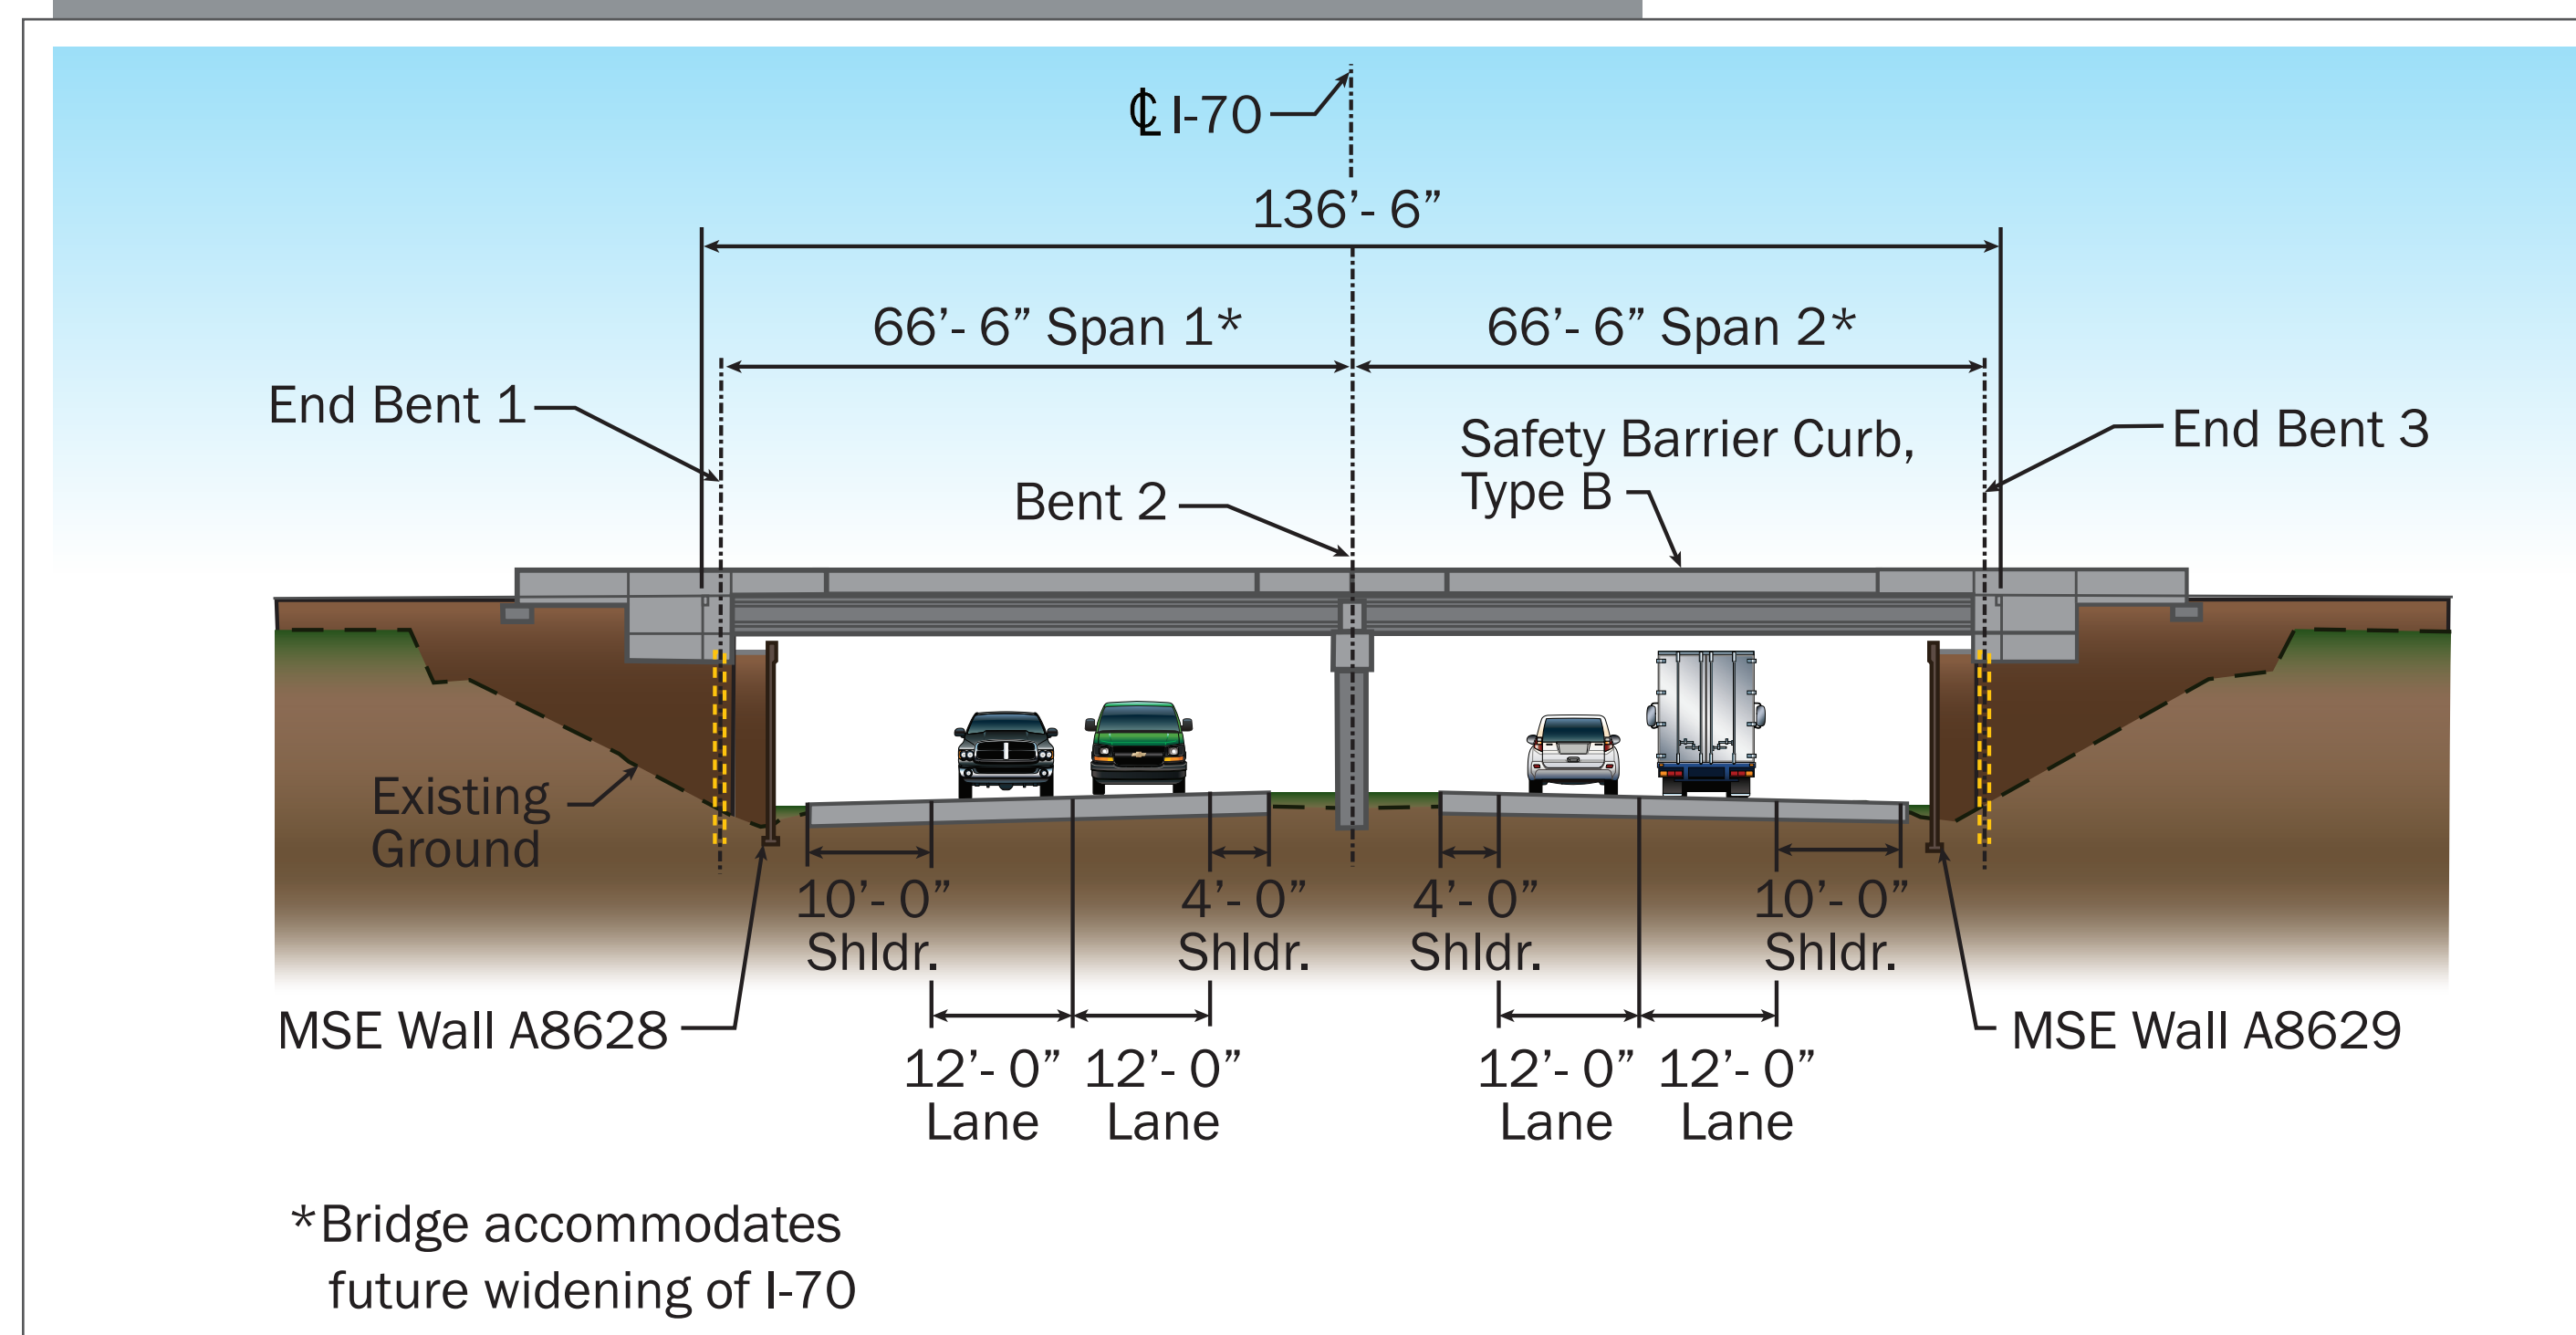 ℄ I-70
136’- 6”
66’- 6” Span 1*
66’- 6” Span 2*
End Bent 1
End Bent 3
Safety Barrier Curb,
Type B
Bent 2
Existing
Ground
10’- 0”
Shldr.
4’- 0”
Shldr.
4’- 0”
Shldr.
10’- 0”
Shldr.
MSE Wall A8628
MSE Wall A8629
12’- 0”
Lane
12’- 0”
Lane
12’- 0”
Lane
12’- 0”
Lane
*Bridge accommodates
future widening of I-70